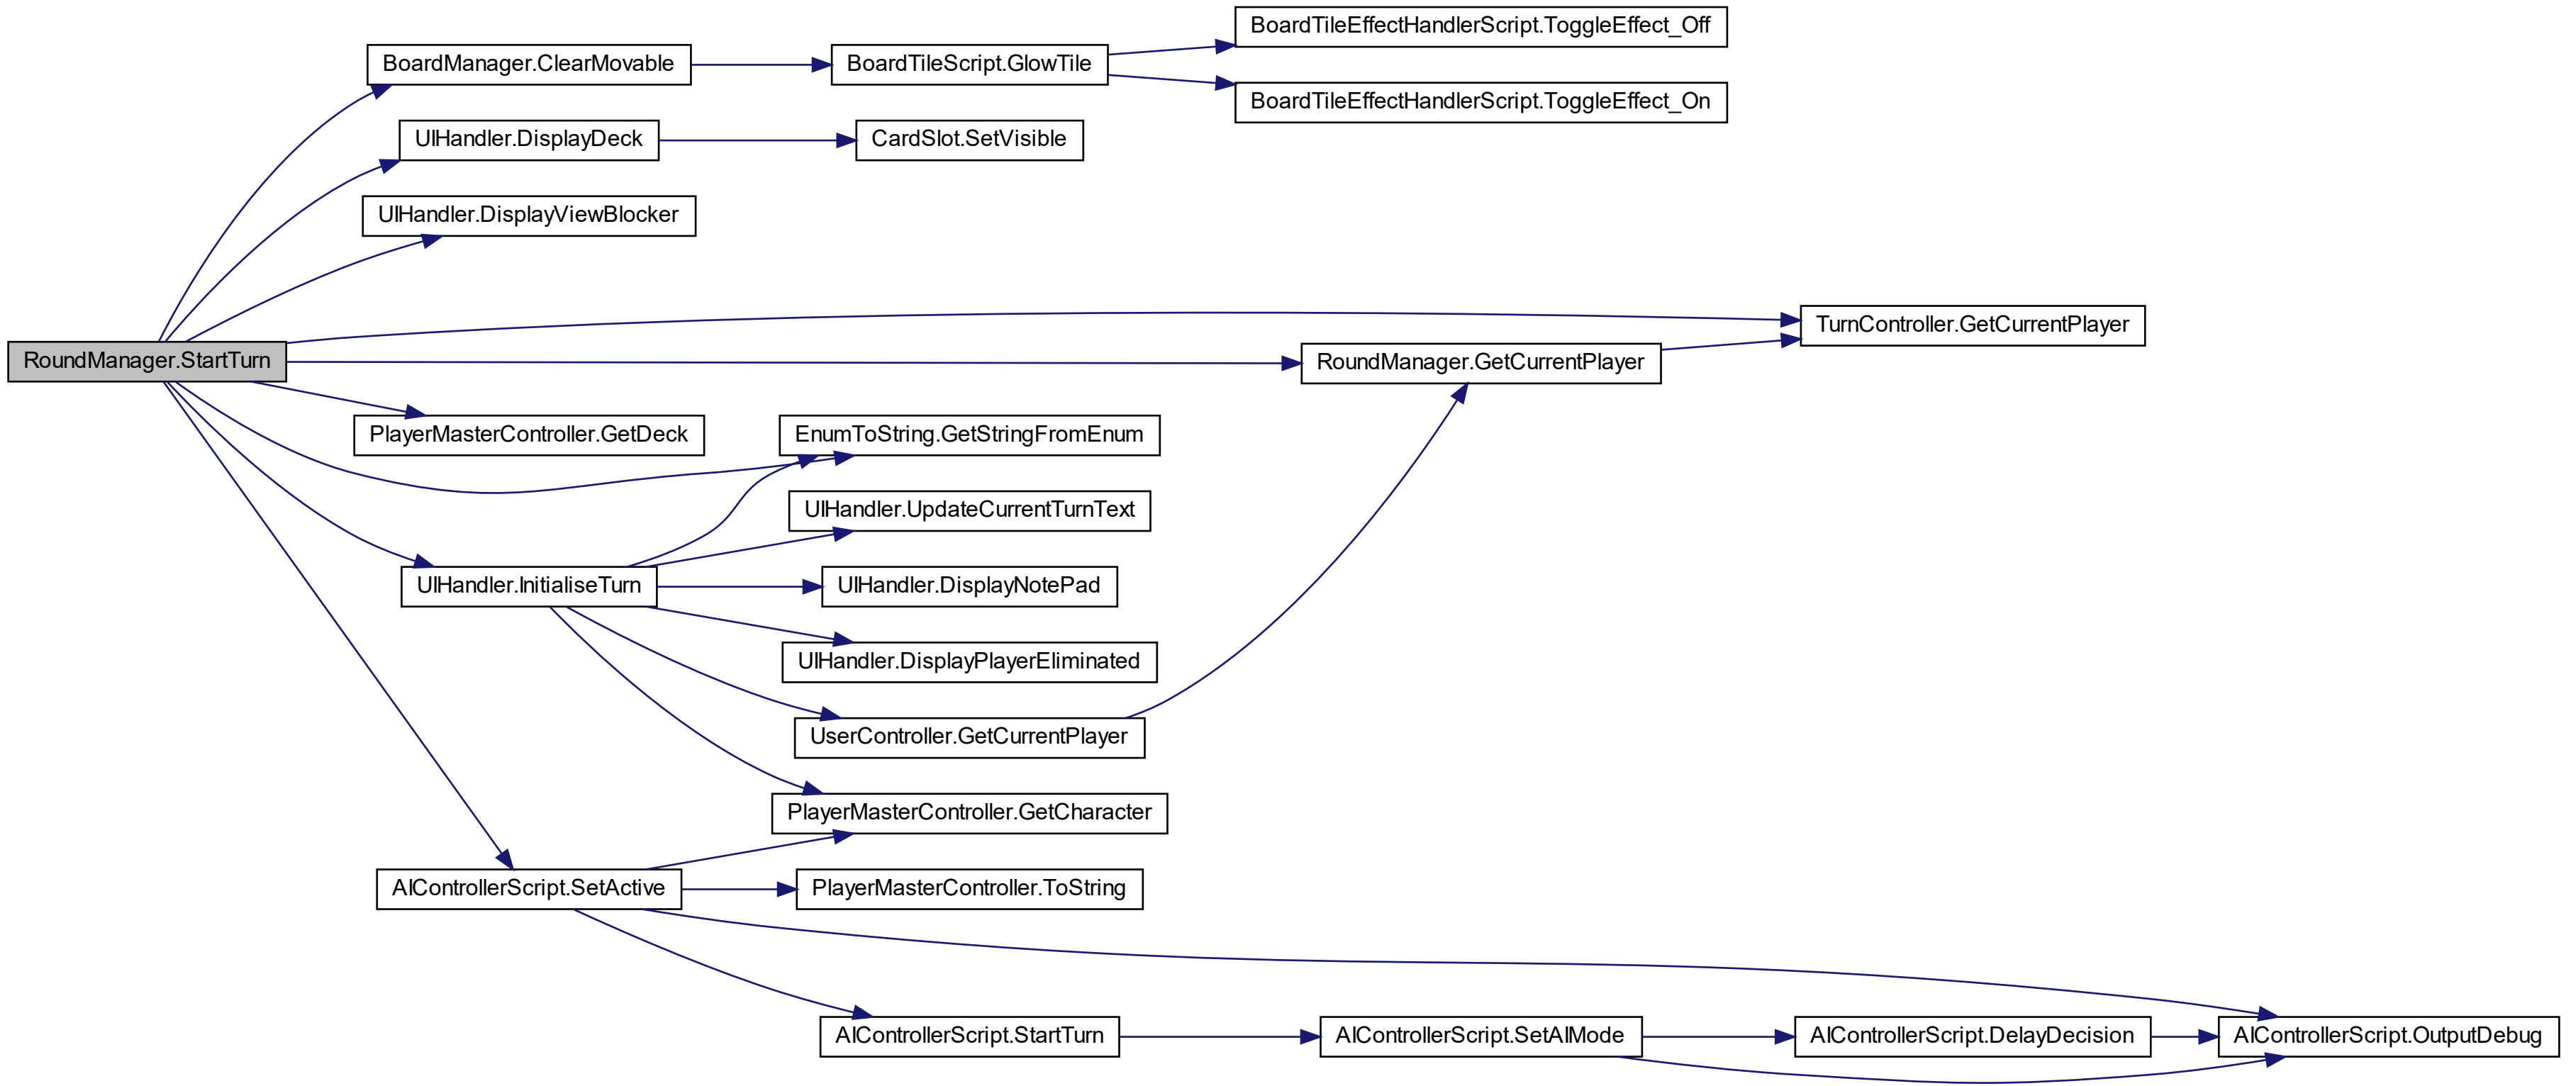 BoardTileEffectHandlerScript.ToggleEffect_Off
BoardManager.ClearMovable
BoardTileScript.GlowTile
BoardTileEffectHandlerScript.ToggleEffect_On
UIHandler.DisplayDeck
CardSlot.SetVisible
UIHandler.DisplayViewBlocker
TurnController.GetCurrentPlayer
RoundManager.StartTurn
RoundManager.GetCurrentPlayer
PlayerMasterController.GetDeck
EnumToString.GetStringFromEnum
UIHandler.UpdateCurrentTurnText
UIHandler.InitialiseTurn
UIHandler.DisplayNotePad
UIHandler.DisplayPlayerEliminated
UserController.GetCurrentPlayer
PlayerMasterController.GetCharacter
AIControllerScript.SetActive
PlayerMasterController.ToString
AIControllerScript.StartTurn
AIControllerScript.SetAIMode
AIControllerScript.DelayDecision
AIControllerScript.OutputDebug